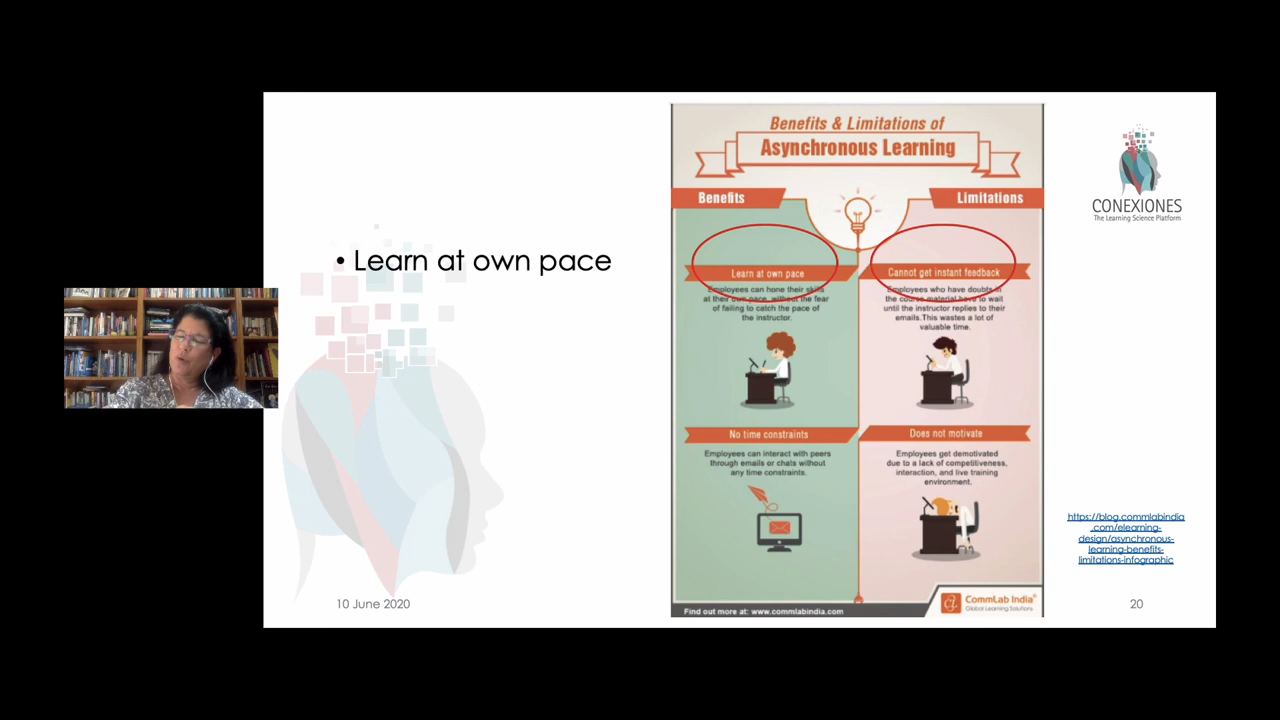 • Learn at own pace
10 June 2020
Benefits & Limitations of
Asynchronous Learning
Benefits
Limitations
Learn at own pace
Employees can hone their skills
at their own pace, without the fear
of failing to catch the pace of
the instructor.
Cannot get instant feedback
Employees who have doubts in
the course material have to wait
until the instructor replies to their
emails.This wastes a lot of
valuable time.
No time constraints
Employees can interact with peers
through emails or chats without
any time constraints.
Does not motivate
Employees get demotivated
due to a lack of competitiveness,
interaction, and live training
environment.
Find out more at: www.commlabindia.com
CommLab India®
Global Learning Solutions
CONEXIONES
The Learning Science Platform
https://blog.commlabindia
.com/elearning-
design/asynchronous-
learning-benefits-
limitations-infographic
20